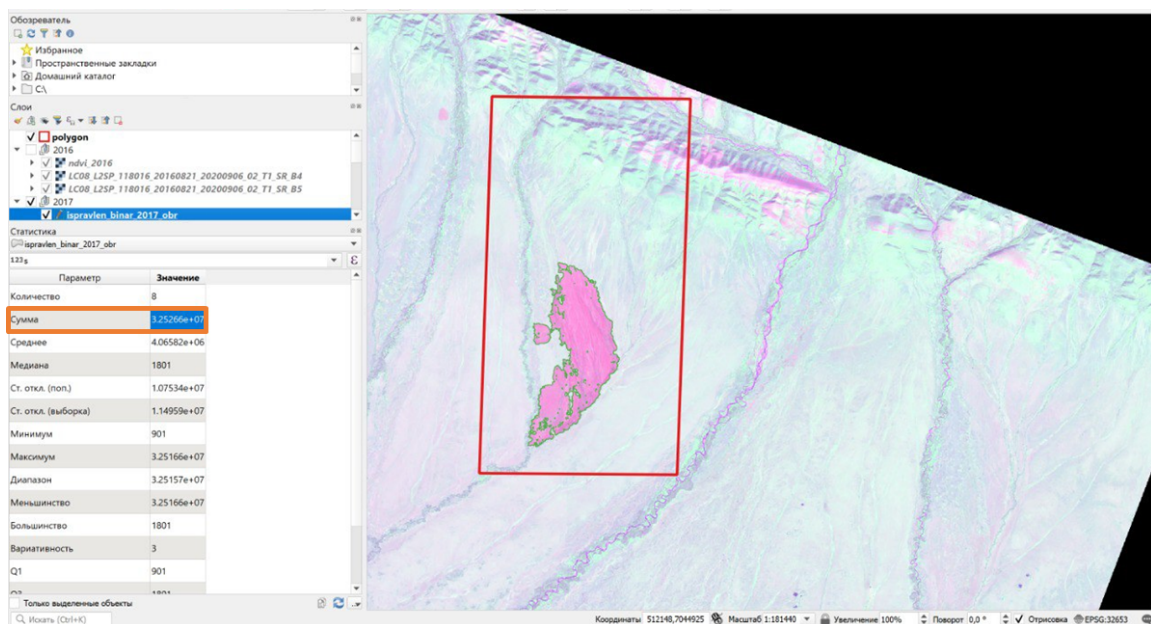 Обозреватель
Избранное
Пространственные закладки
Домашний каталог
C:\
Слои
polygon
2016
ndvi_2016
LC08_L2SP_118016_20160821_20200906_02_T1_SR_B4
LC08_L2SP_118016_20160821_20200906_02_T1_SR_B5
2017
ispravlen_binar_2017_obr
Статистика
ispravlen_binar_2017_obr
123 s ε
Параметр Значение
Количество 8
Сумма 3.25266e+07
Среднее 4.06582e+06
Медиана 1801
Ст. откл. (поп.) 1.07534e+07
Ст. откл. (выборка) 1.14959e+07
Минимум 901
Максимум 3.25166e+07
Диапазон 3.25157e+07
Меньшинство 3.25166e+07
Большинство 1801
Вариативность 3
Q1 901
Q3 1801
Только выделенные объекты
Искать (Ctrl+K) Координаты 512148,7044925 Масштаб 1:181440 Увеличение 100% Поворот 0,0 ° Отрисовка EPSG:32653